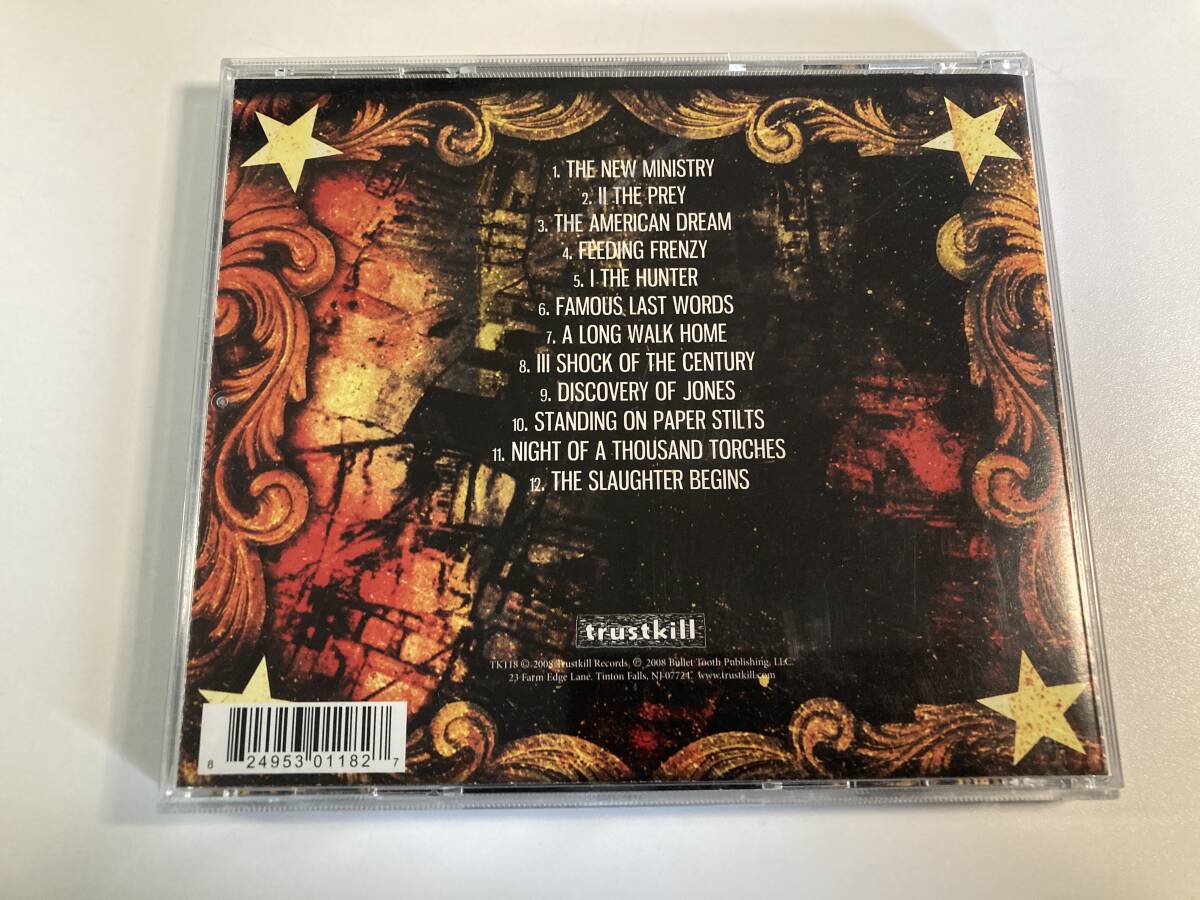 1. THE NEW MINISTRY
2. II THE PREY
3. THE AMERICAN DREAM
4. FEEDING FRENZY
5. I THE HUNTER
6. FAMOUS LAST WORDS
7. A LONG WALK HOME
8. III SHOCK OF THE CENTURY
9. DISCOVERY OF JONES
10. STANDING ON PAPER STILTS
11. NIGHT OF A THOUSAND TORCHES
12. THE SLAUGHTER BEGINS
trustkill
TK118 © 2008 Trustkill Records, ℗ 2008 Bullet Tooth Publishing, LLC.
23 Farm Edge Lane. Tinton Falls, NJ 07724. www.trustkill.com
8 24953 01182 7